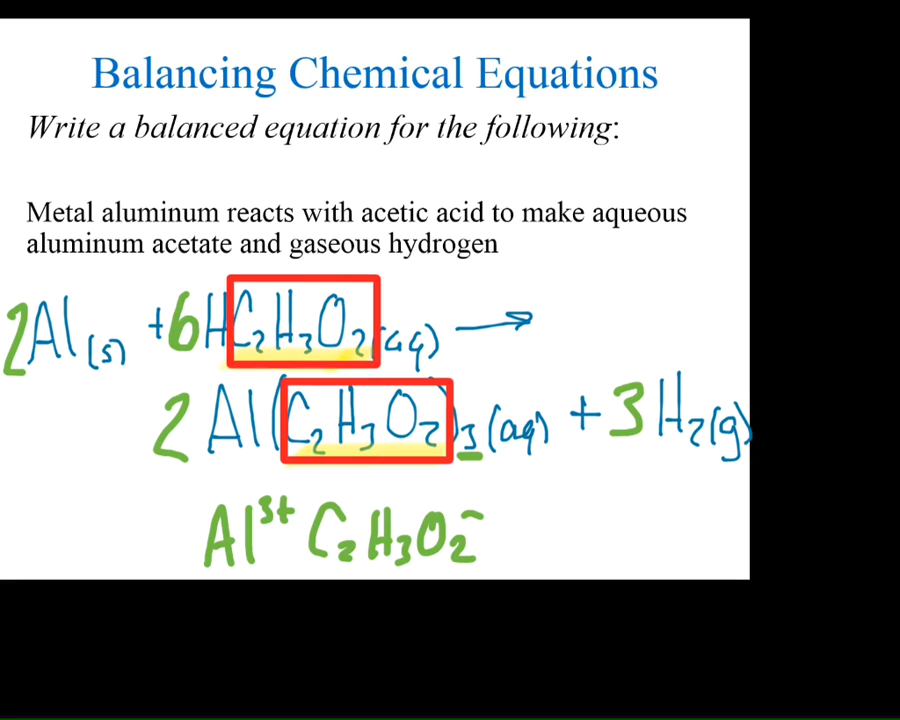 Balancing Chemical Equations
Write a balanced equation for the following:
Metal aluminum reacts with acetic acid to make aqueous
aluminum acetate and gaseous hydrogen
2Al(s) + 6HC₂H₃O₂(aq) →
2Al(C₂H₃O₂)₃(aq) + 3H₂(g)
Al³⁺ C₂H₃O₂⁻